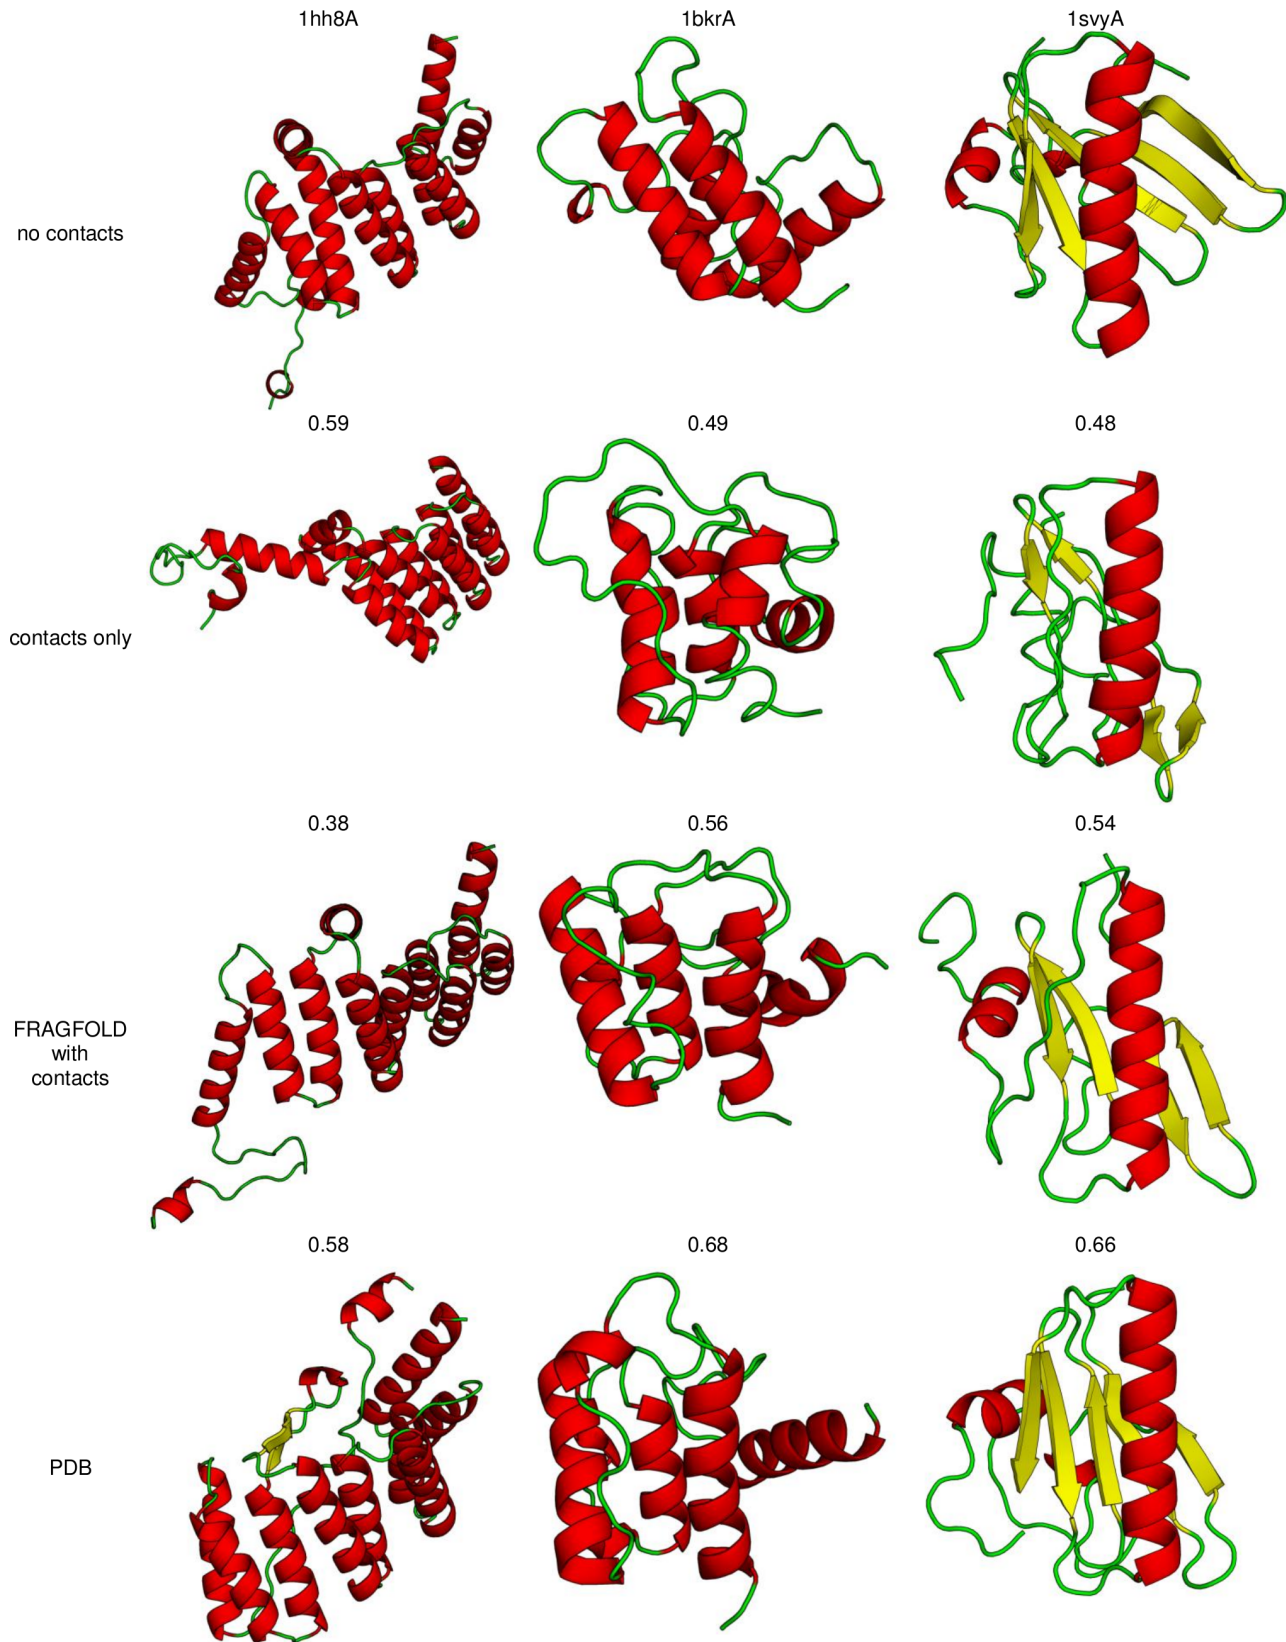 1hh8A 1bkrA 1svyA
no contacts
0.59 0.49 0.48
contacts only
0.38 0.56 0.54
FRAGFOLD
with
contacts
0.58 0.68 0.66
PDB